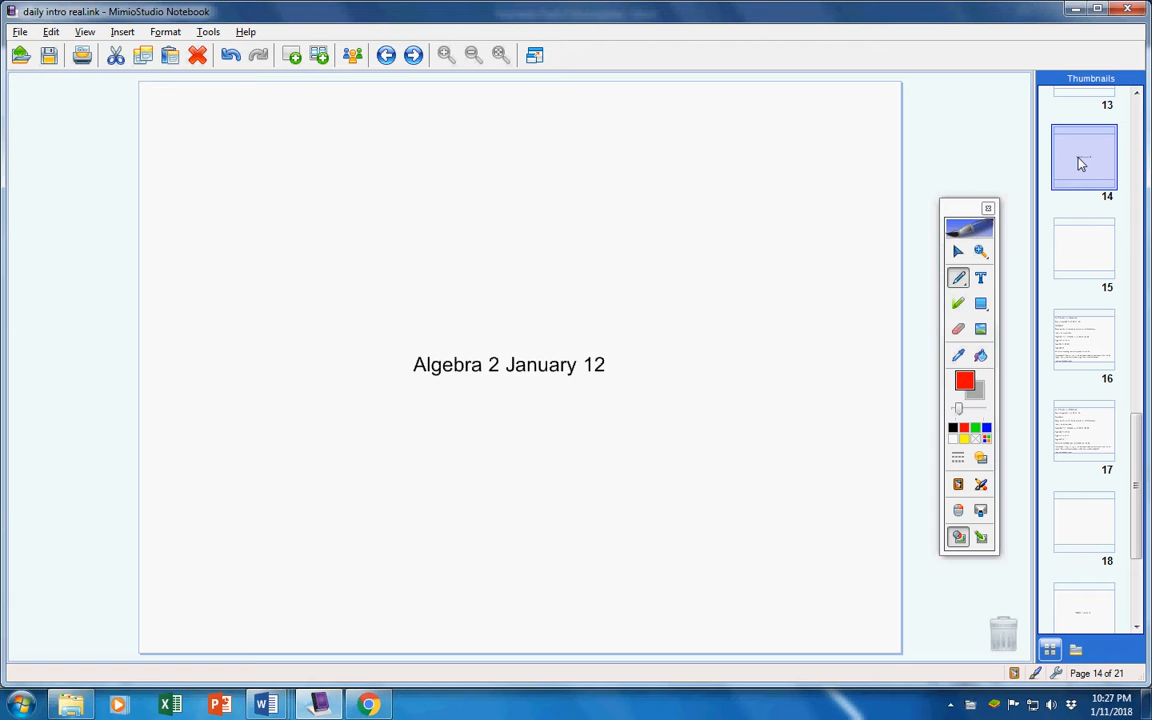 daily intro real.ink - MimioStudio Notebook
File Edit View Insert Format Tools Help
Thumbnails
13
14
15
16
17
18
Algebra 2 January 12
Page 14 of 21
10:27 PM
1/11/2018